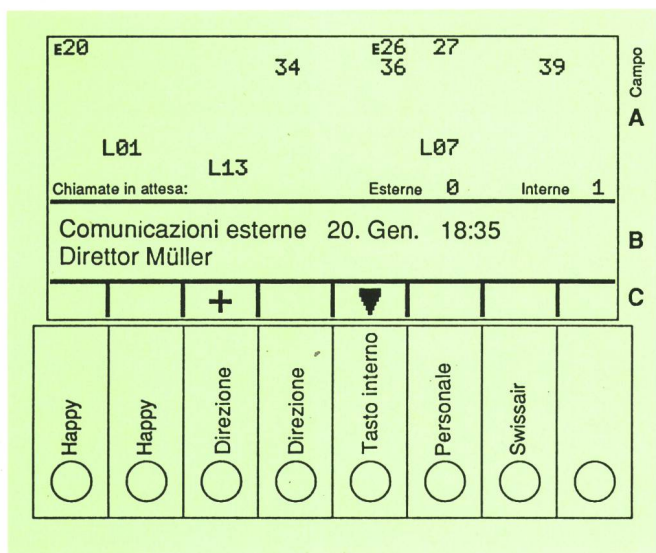 E20 E26 27
34 36 39
Campo
A
L01 L07
L13
Chiamate in attesa: Esterne 0 Interne 1
Comunicazioni esterne 20. Gen. 18:35
Direttor Müller
B
+ ▼
C
Happy
Happy
Direzione
Direzione
Tasto interno
Personale
Swissair